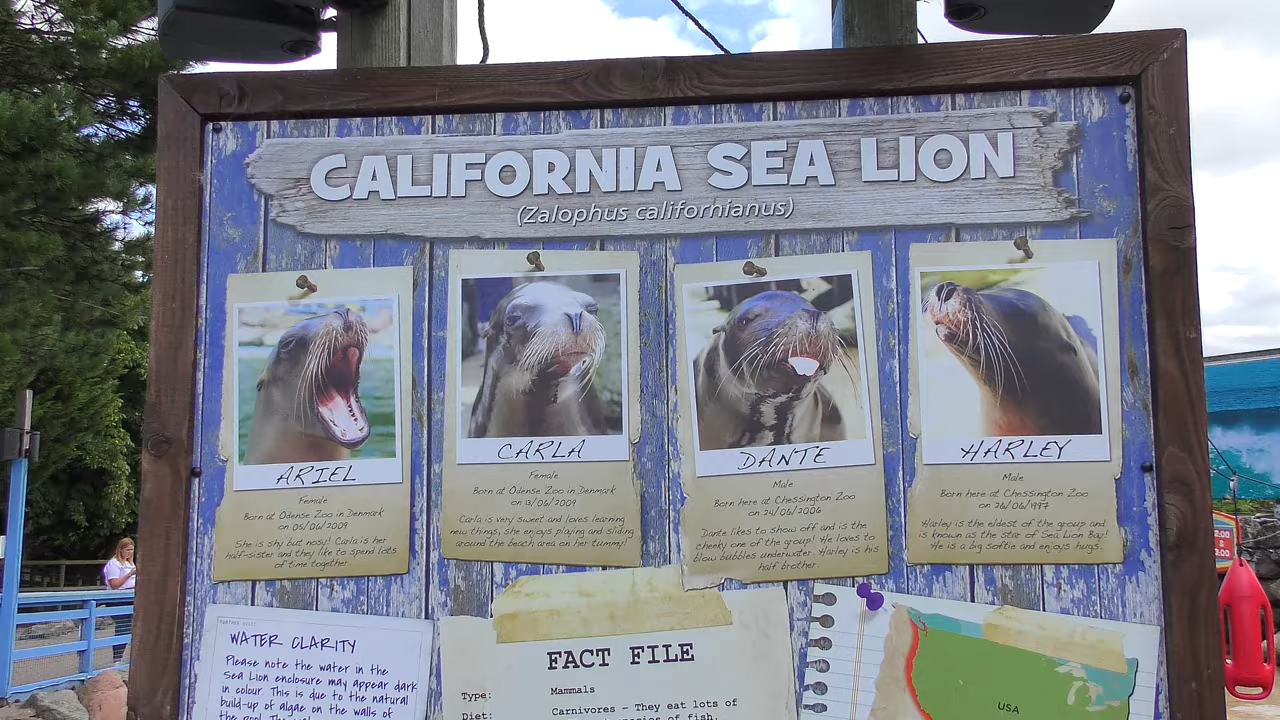 CALIFORNIA SEA LION
(Zalophus californianus)
ARIEL
Female
Born at Odense Zoo in Denmark
on 05/06/2009
She is shy but nosy! Carla is her
half-sister and they like to spend lots
of time together.
CARLA
Female
Born at Odense Zoo in Denmark
on 13/06/2009
Carla is very sweet and loves learning
new things, she enjoys playing and sliding
around the beach area on her tummy!
DANTE
Male
Born here at Chessington Zoo
on 24/06/2006
Dante likes to show off and is the
cheeky one of the group! He loves to
blow bubbles underwater. Harley is his
half brother.
HARLEY
Male
Born here at Chessington Zoo
on 26/06/1997
Harley is the eldest of the group and
is known as the star of Sea Lion Bay!
He is a big softie and enjoys hugs.
WATER CLARITY
Please note the water in the
Sea Lion enclosure may appear dark
in colour. This is due to the natural
build-up of algae on the walls of
the pool.
FACT FILE
Type: Mammals
Diet: Carnivores - They eat lots of
species of fish,
USA